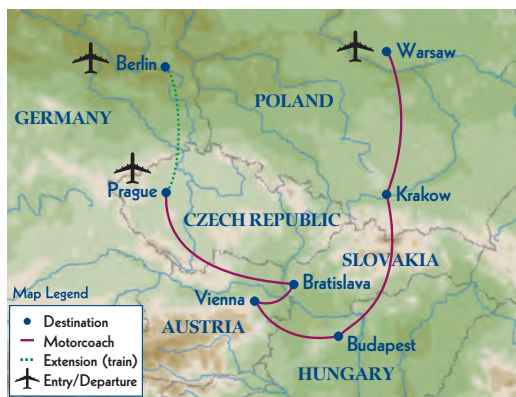 Warsaw
Berlin
POLAND
GERMANY
Prague
Krakow
CZECH REPUBLIC
SLOVAKIA
Bratislava
Vienna
AUSTRIA
Budapest
HUNGARY
Map Legend
Destination
Motorcoach
Extension (train)
Entry/Departure